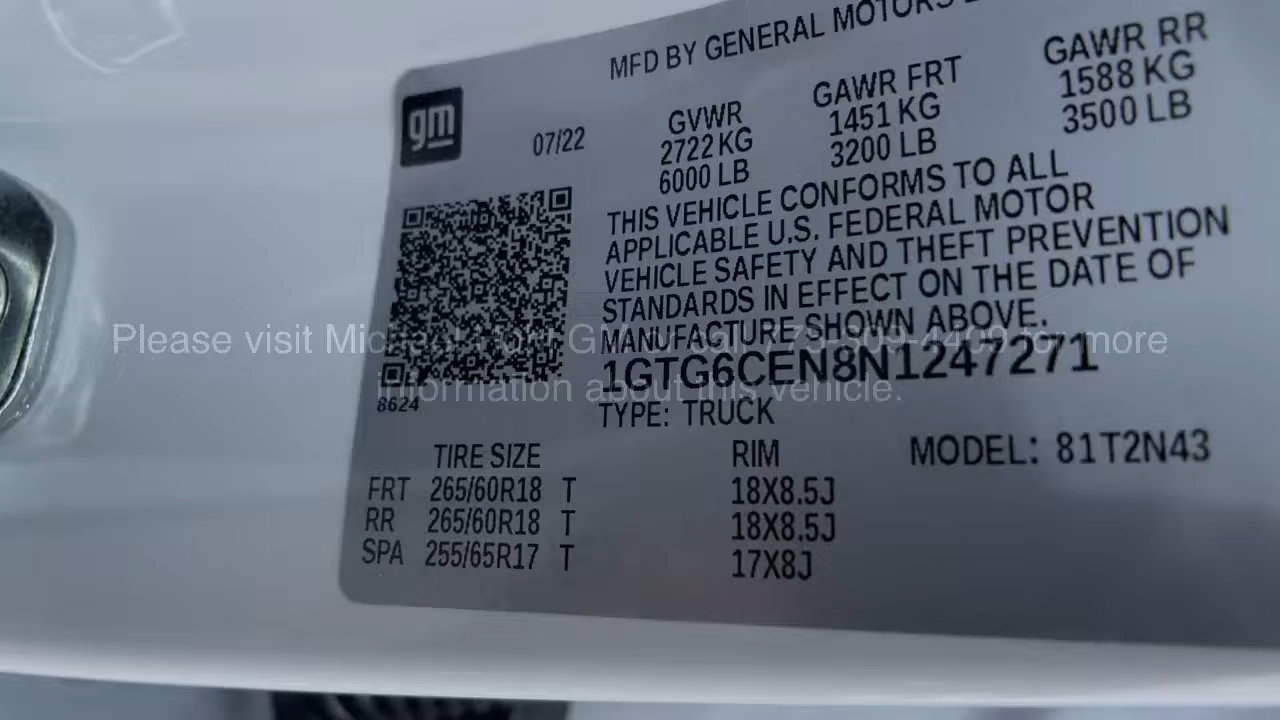 MFD BY GENERAL MOTORS
gm
07/22
GVWR GAWR FRT GAWR RR
2722 KG 1451 KG 1588 KG
6000 LB 3200 LB 3500 LB
THIS VEHICLE CONFORMS TO ALL
APPLICABLE U.S. FEDERAL MOTOR
VEHICLE SAFETY AND THEFT PREVENTION
STANDARDS IN EFFECT ON THE DATE OF
MANUFACTURE SHOWN ABOVE.
Please visit to more
1GTG6CEN8N1247271
information about this vehicle.
8624
TYPE: TRUCK
TIRE SIZE RIM MODEL: 81T2N43
FRT 265/60R18 T 18X8.5J
RR 265/60R18 T 18X8.5J
SPA 255/65R17 T 17X8J